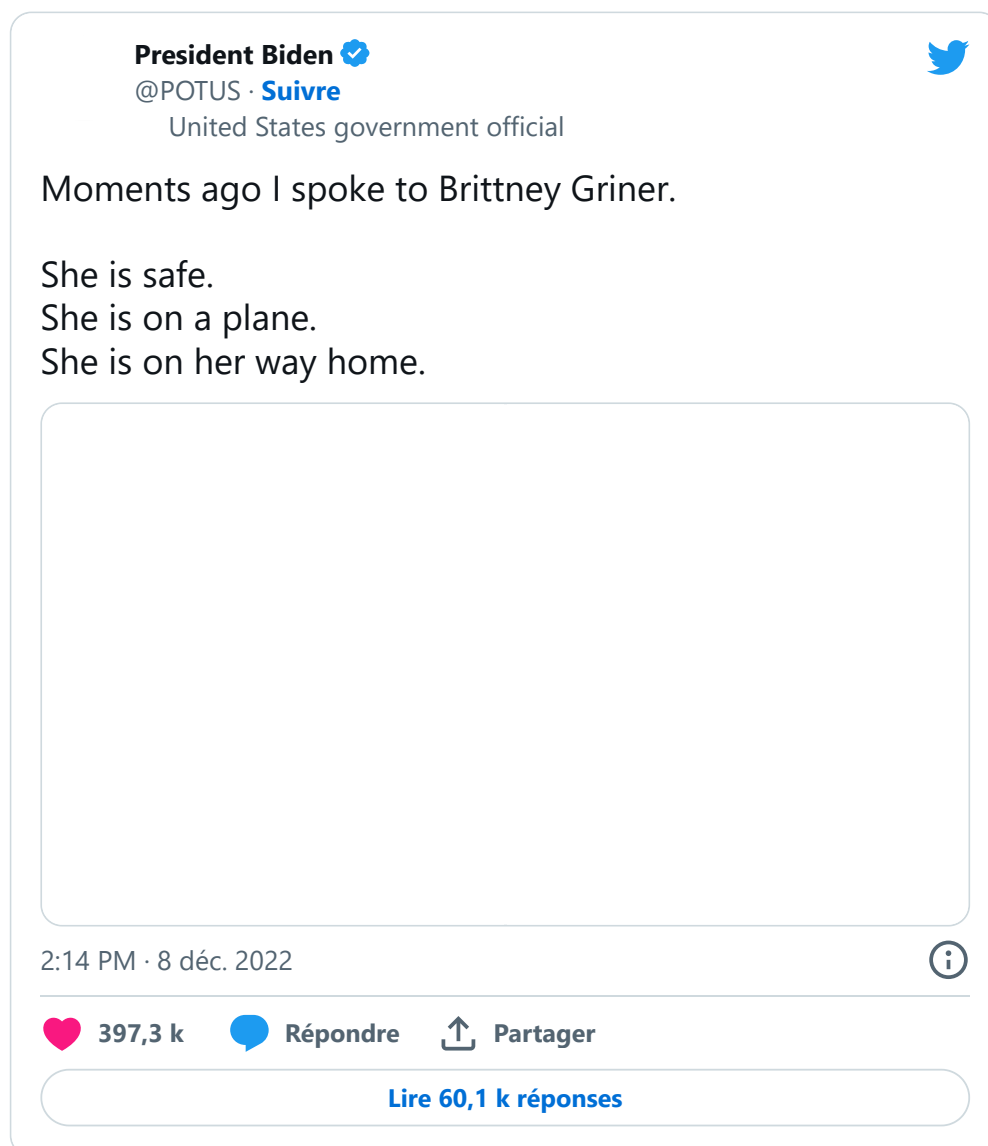 President Biden
@POTUS · Suivre
United States government official
Moments ago I spoke to Brittney Griner.
She is safe.
She is on a plane.
She is on her way home.
2:14 PM · 8 déc. 2022
397,3 k Répondre Partager
Lire 60,1 k réponses